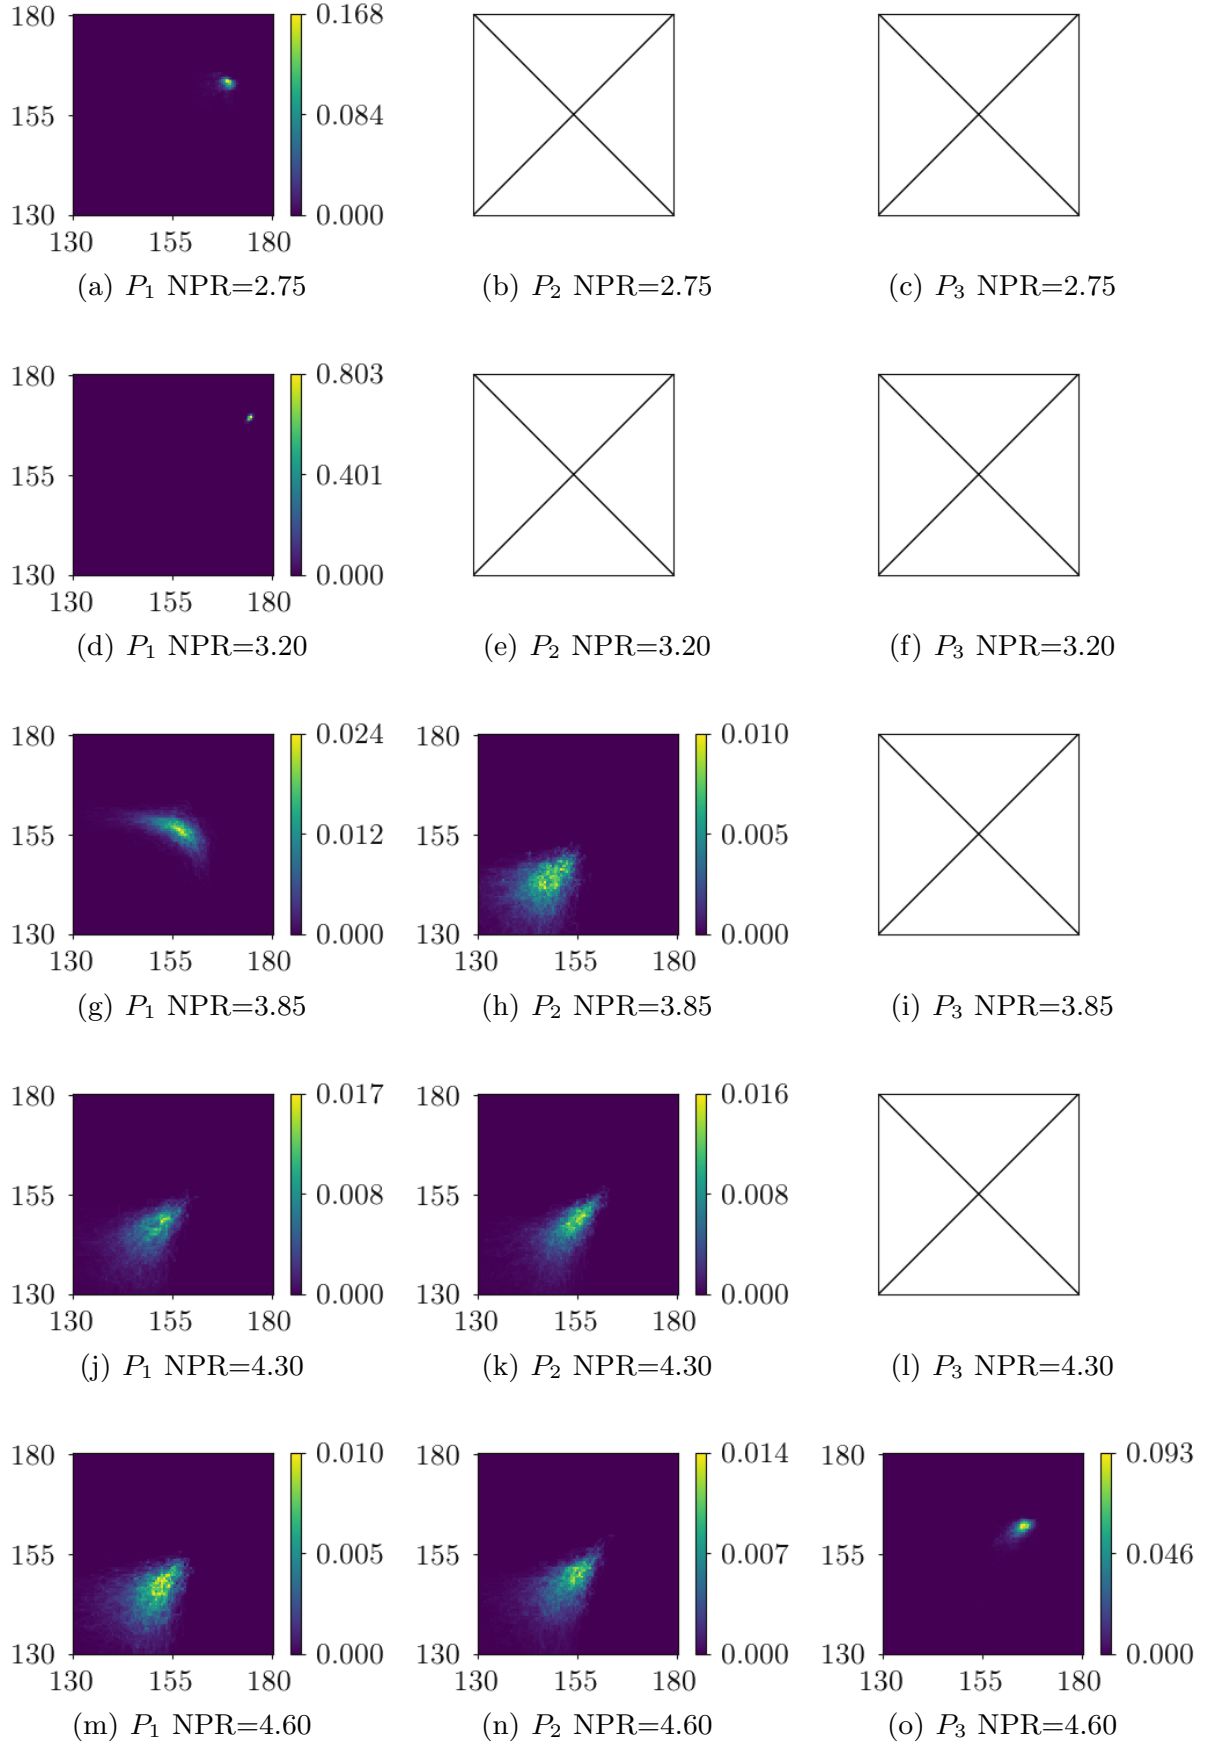 180
0.168
155
0.084
130
0.000
130 155 180
(a) P₁ NPR=2.75
(b) P₂ NPR=2.75
(c) P₃ NPR=2.75
180
0.803
155
0.401
130
0.000
130 155 180
(d) P₁ NPR=3.20
(e) P₂ NPR=3.20
(f) P₃ NPR=3.20
180
0.024
155
0.012
130
0.000
130 155 180
(g) P₁ NPR=3.85
180
0.010
155
0.005
130
0.000
130 155 180
(h) P₂ NPR=3.85
(i) P₃ NPR=3.85
180
0.017
155
0.008
130
0.000
130 155 180
(j) P₁ NPR=4.30
180
0.016
155
0.008
130
0.000
130 155 180
(k) P₂ NPR=4.30
(l) P₃ NPR=4.30
180
0.010
155
0.005
130
0.000
130 155 180
(m) P₁ NPR=4.60
180
0.014
155
0.007
130
0.000
130 155 180
(n) P₂ NPR=4.60
180
0.093
155
0.046
130
0.000
130 155 180
(o) P₃ NPR=4.60